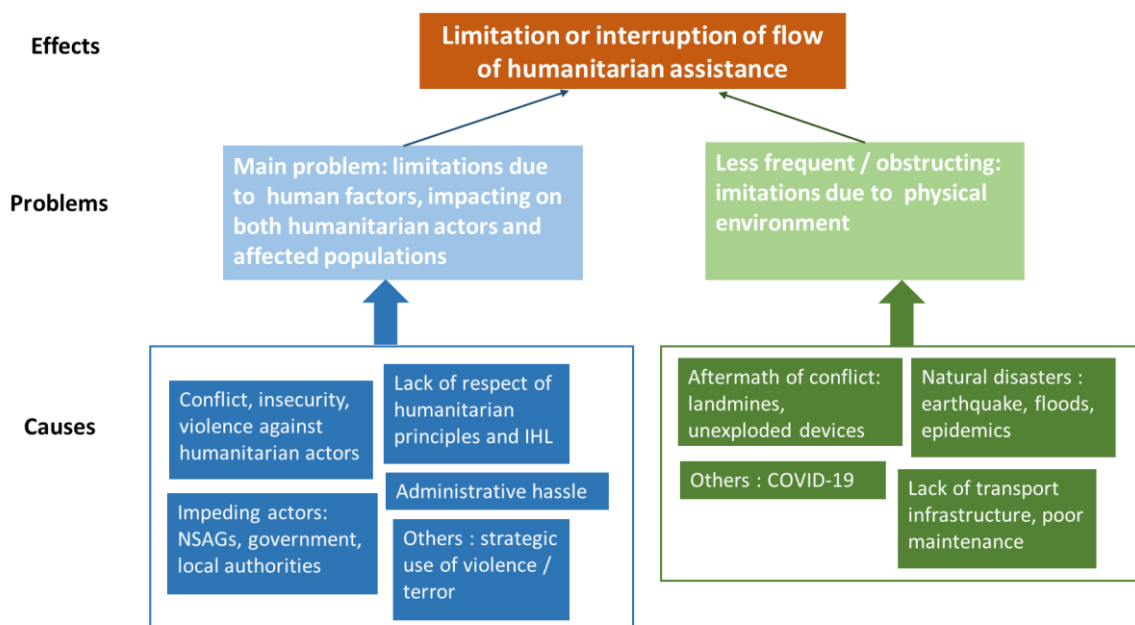 Effects
Limitation or interruption of flow
of humanitarian assistance
Problems
Main problem: limitations due
to human factors, impacting on
both humanitarian actors and
affected populations
Less frequent / obstructing:
imitations due to physical
environment
Causes
Conflict, insecurity,
violence against
humanitarian actors
Lack of respect of
humanitarian
principles and IHL
Administrative hassle
Impeding actors:
NSAGs, government,
local authorities
Others : strategic
use of violence /
terror
Aftermath of conflict:
landmines,
unexploded devices
Natural disasters :
earthquake, floods,
epidemics
Others : COVID-19
Lack of transport
infrastructure, poor
maintenance